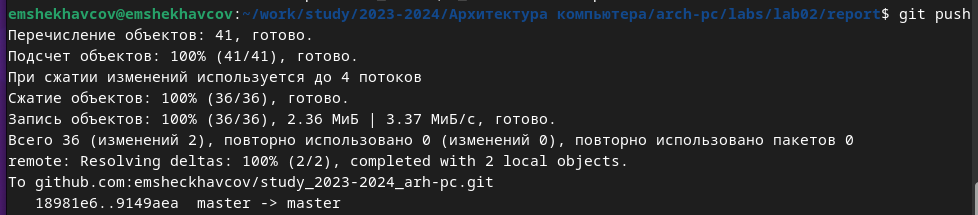 emshekhavcov@emshekhavcov:~/work/study/2023-2024/Архитектура компьютера/arch-pc/labs/lab02/report$ git push
Перечисление объектов: 41, готово.
Подсчет объектов: 100% (41/41), готово.
При сжатии изменений используется до 4 потоков
Сжатие объектов: 100% (36/36), готово.
Запись объектов: 100% (36/36), 2.36 МиБ | 3.37 МиБ/с, готово.
Всего 36 (изменений 2), повторно использовано 0 (изменений 0), повторно использовано пакетов 0
remote: Resolving deltas: 100% (2/2), completed with 2 local objects.
To github.com:emsheckhavcov/study_2023-2024_arh-pc.git
   18981e6..9149aea  master -> master